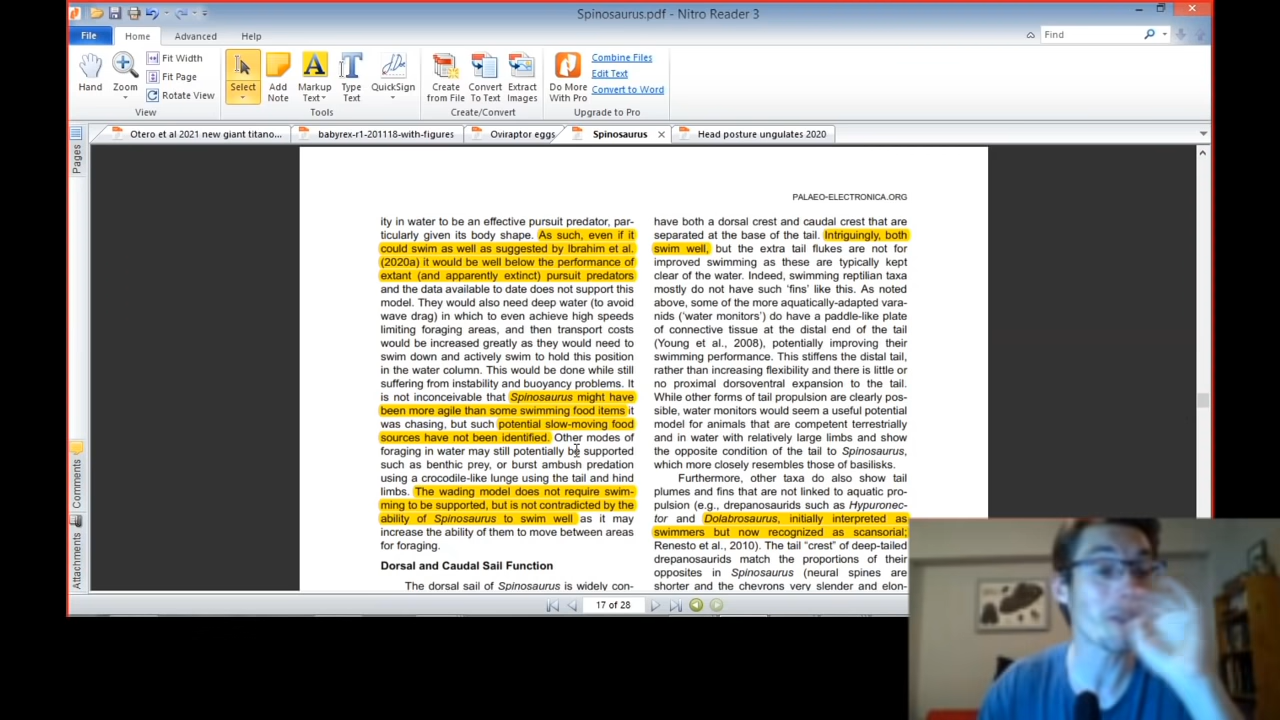 Spinosaurus.pdf - Nitro Reader 3
File
Home
Advanced
Help
Find
Hand
Zoom
Fit Width
Fit Page
Rotate View
View
Select
Add
Note
Markup
Text
Type
Text
QuickSign
Tools
Create
from File
Convert
To Text
Extract
Images
Create/Convert
Do More
With Pro
Combine Files
Edit Text
Convert to Word
Upgrade to Pro
Otero et al 2021 new giant titano...
babyrex-r1-201118-with-figures
Oviraptor eggs
Spinosaurus
Head posture ungulates 2020
Pages
Comments
Attachments
PALAEO-ELECTRONICA.ORG
ity in water to be an effective pursuit predator, par-
ticularly given its body shape. As such, even if it
could swim as well as suggested by Ibrahim et al.
(2020a) it would be well below the performance of
extant (and apparently extinct) pursuit predators
and the data available to date does not support this
model. They would also need deep water (to avoid
wave drag) in which to even achieve high speeds
limiting foraging areas, and then transport costs
would be increased greatly as they would need to
swim down and actively swim to hold this position
in the water column. This would be done while still
suffering from instability and buoyancy problems. It
is not inconceivable that Spinosaurus might have
been more agile than some swimming food items it
was chasing, but such potential slow-moving food
sources have not been identified. Other modes of
foraging in water may still potentially be supported
such as benthic prey, or burst ambush predation
using a crocodile-like lunge using the tail and hind
limbs. The wading model does not require swim-
ming to be supported, but is not contradicted by the
ability of Spinosaurus to swim well as it may
increase the ability of them to move between areas
for foraging.
Dorsal and Caudal Sail Function
The dorsal sail of Spinosaurus is widely con-
have both a dorsal crest and caudal crest that are
separated at the base of the tail. Intriguingly, both
swim well, but the extra tail flukes are not for
improved swimming as these are typically kept
clear of the water. Indeed, swimming reptilian taxa
mostly do not have such 'fins' like this. As noted
above, some of the more aquatically-adapted vara-
nids ('water monitors') do have a paddle-like plate
of connective tissue at the distal end of the tail
(Young et al., 2008), potentially improving their
swimming performance. This stiffens the distal tail,
rather than increasing flexibility and there is little or
no proximal dorsoventral expansion to the tail.
While other forms of tail propulsion are clearly pos-
sible, water monitors would seem a useful potential
model for animals that are competent terrestrially
and in water with relatively large limbs and show
the opposite condition of the tail to Spinosaurus,
which more closely resembles those of basilisks.
Furthermore, other taxa do also show tail
plumes and fins that are not linked to aquatic pro-
pulsion (e.g., drepanosaurids such as Hypuronec-
tor and Dolabrosaurus, initially interpreted as
swimmers but now recognized as scansorial;
Renesto et al., 2010). The tail “crest” of deep-tailed
drepanosaurids match the proportions of their
opposites in Spinosaurus (neural spines are
shorter and the chevrons very slender and elon-
17 of 28